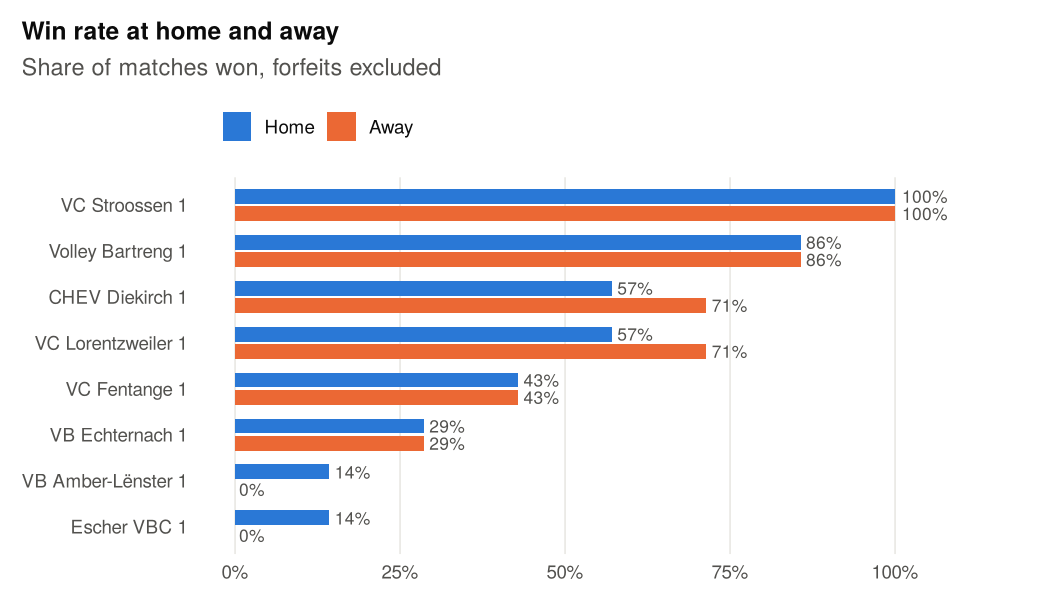 Win rate at home and away
Share of matches won, forfeits excluded
Home Away
VC Stroossen 1 100% 100%
Volley Bartreng 1 86% 86%
CHEV Diekirch 1 57% 71%
VC Lorentzweiler 1 57% 71%
VC Fentange 1 43% 43%
VB Echternach 1 29% 29%
VB Amber-Lënster 1 14% 0%
Escher VBC 1 14% 0%
0% 25% 50% 75% 100%